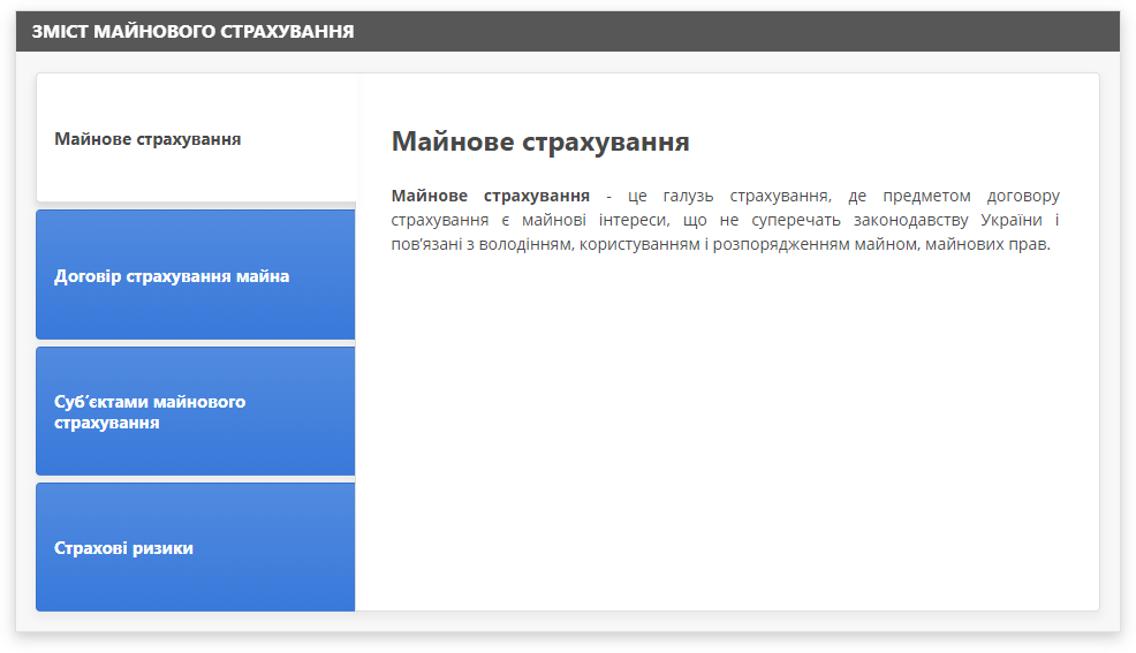 ЗМІСТ МАЙНОВОГО СТРАХУВАННЯ
Майнове страхування
Договір страхування майна
Суб´єктами майнового
страхування
Страхові ризики
Майнове страхування
Майнове страхування - це галузь страхування, де предметом договору
страхування є майнові інтереси, що не суперечать законодавству України і
пов’язані з володінням, користуванням і розпорядженням майном, майнових прав.